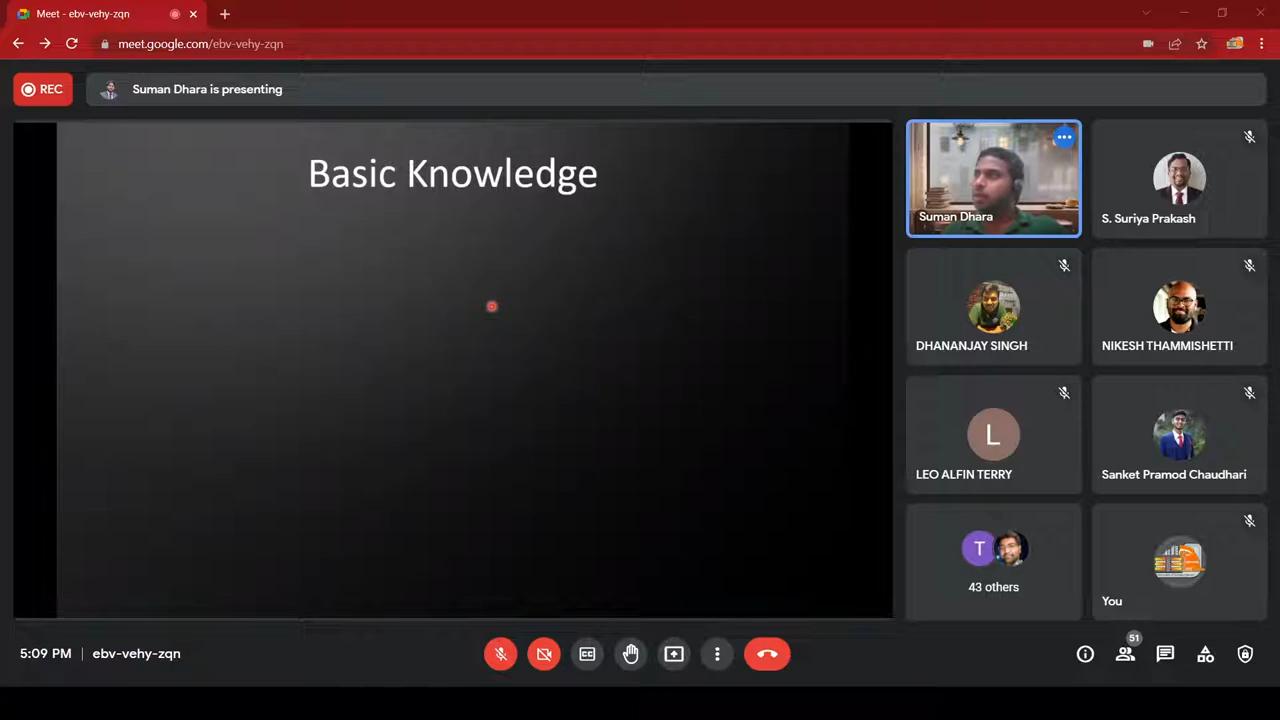 Meet - ebv-vehy-zqn
meet.google.com/ebv-vehy-zqn
REC
Suman Dhara is presenting
Basic Knowledge
Suman Dhara
S. Suriya Prakash
DHANANJAY SINGH
NIKESH THAMMISHETTI
L
LEO ALFIN TERRY
Sanket Pramod Chaudhari
T
43 others
You
5:09 PM
ebv-vehy-zqn
CC
51